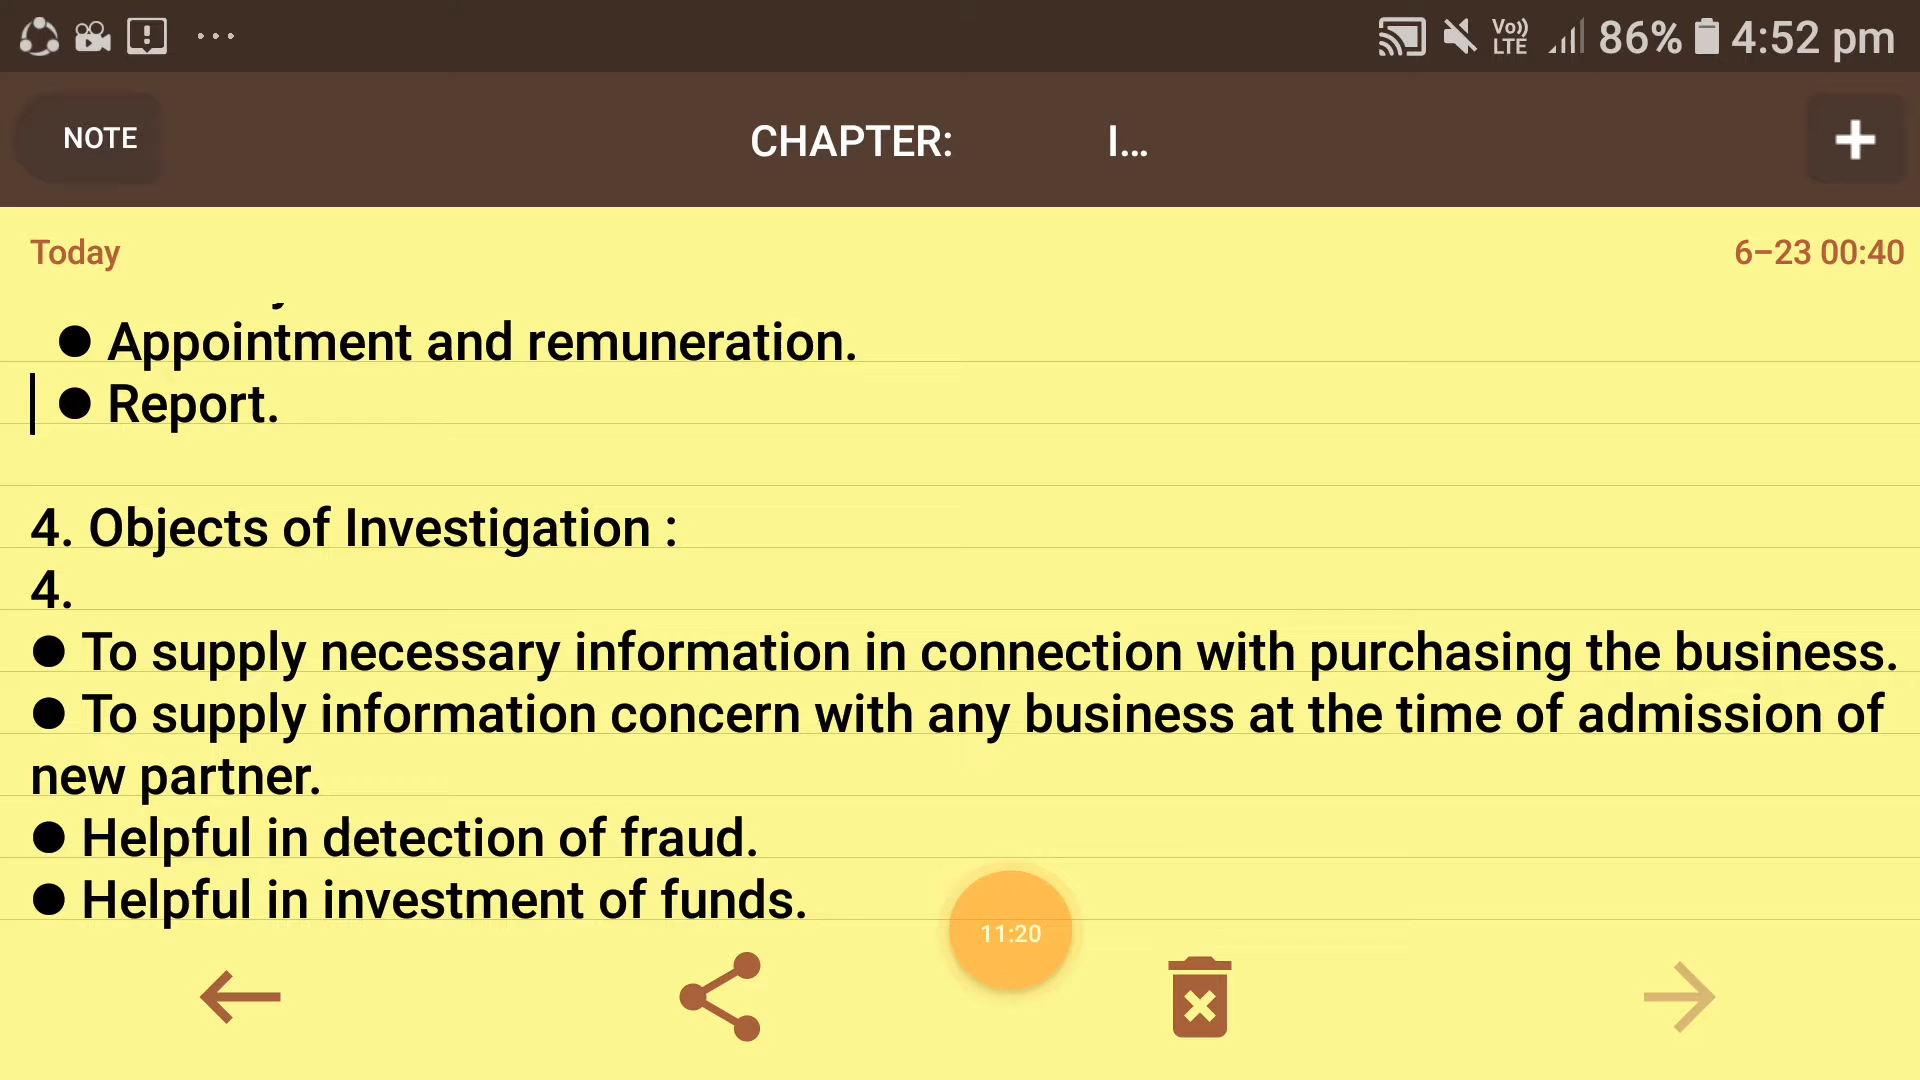 Vo)) LTE 86% 4:52 pm
NOTE CHAPTER: I... +
Today 6–23 00:40
● Appointment and remuneration.
● Report.
4. Objects of Investigation :
4.
● To supply necessary information in connection with purchasing the business.
● To supply information concern with any business at the time of admission of
new partner.
● Helpful in detection of fraud.
● Helpful in investment of funds.
11:20